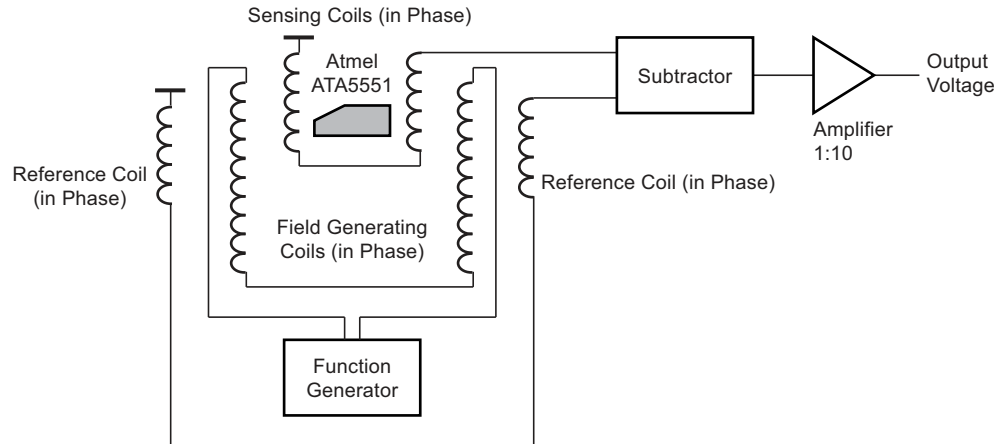 Sensing Coils (in Phase)
Atmel
ATA5551
Subtractor
Output
Voltage
Amplifier
1:10
Reference Coil
(in Phase)
Reference Coil (in Phase)
Field Generating
Coils (in Phase)
Function
Generator